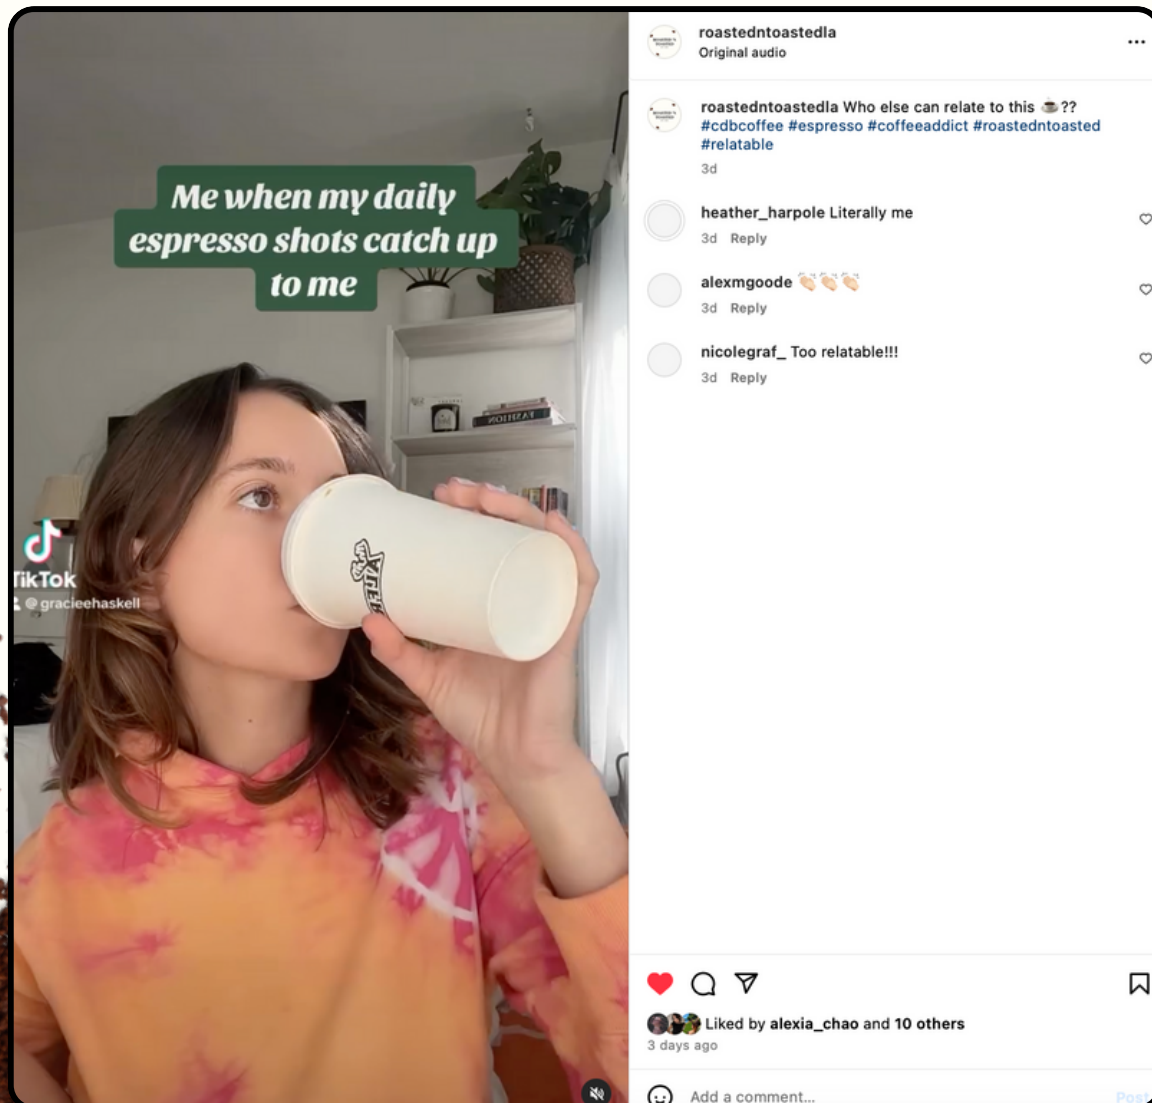 Me when my daily
espresso shots catch up
to me
FASHION
TikTok
@gracieehaskell
roastedntoastedla
Original audio
roastedntoastedla Who else can relate to this ☕??
#cdbcoffee #espresso #coffeeaddict #roastedntoasted
#relatable
3d
heather_harpole Literally me
3d Reply
alexmgoode 👏🏻👏🏻👏🏻
3d Reply
nicolegraf_ Too relatable!!!
3d Reply
Liked by alexia_chao and 10 others
3 days ago
Add a comment...
Post